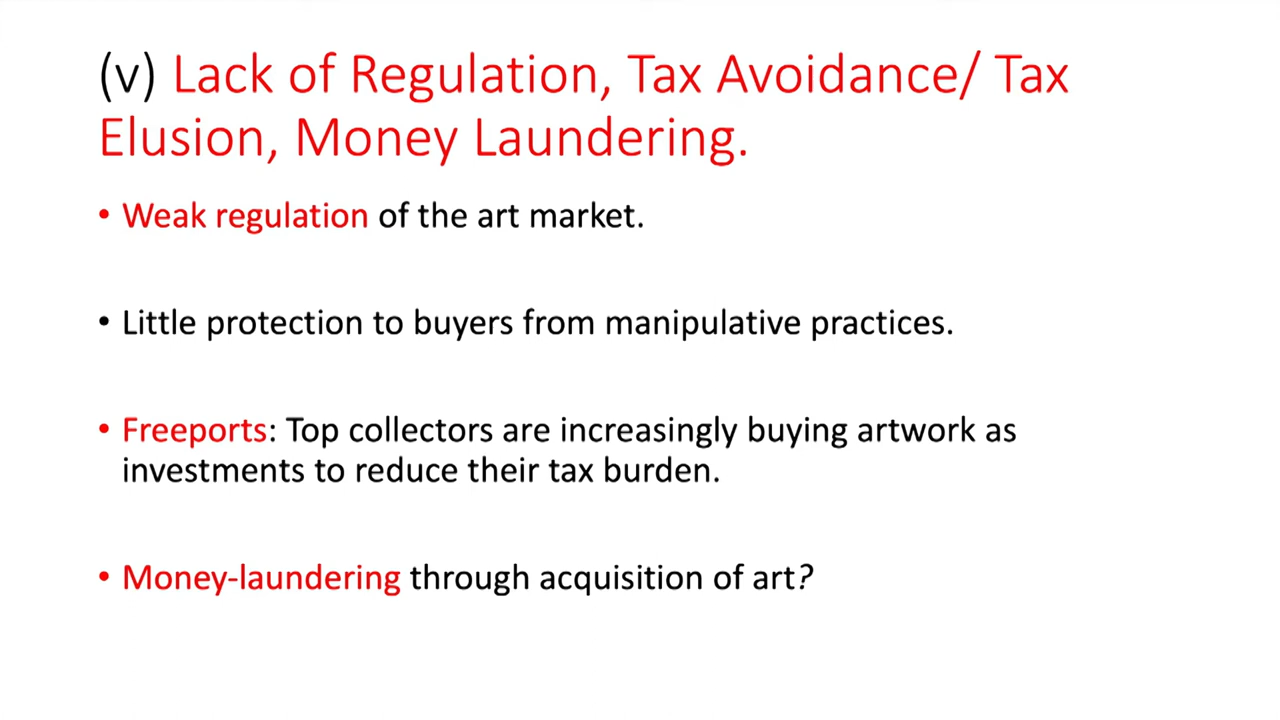 (v) Lack of Regulation, Tax Avoidance/ Tax
Elusion, Money Laundering.
• Weak regulation of the art market.
• Little protection to buyers from manipulative practices.
• Freeports: Top collectors are increasingly buying artwork as
investments to reduce their tax burden.
• Money-laundering through acquisition of art?